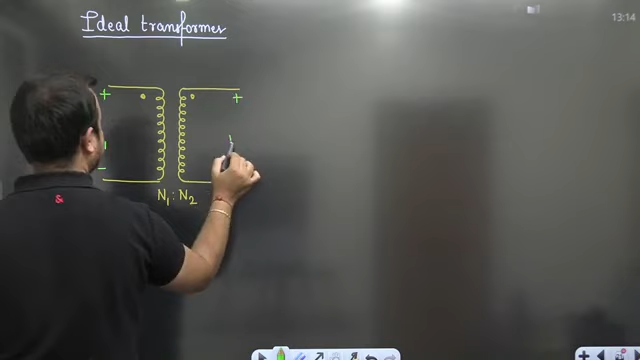 Ideal transformer
13:14
+ +
-
N₁ : N₂